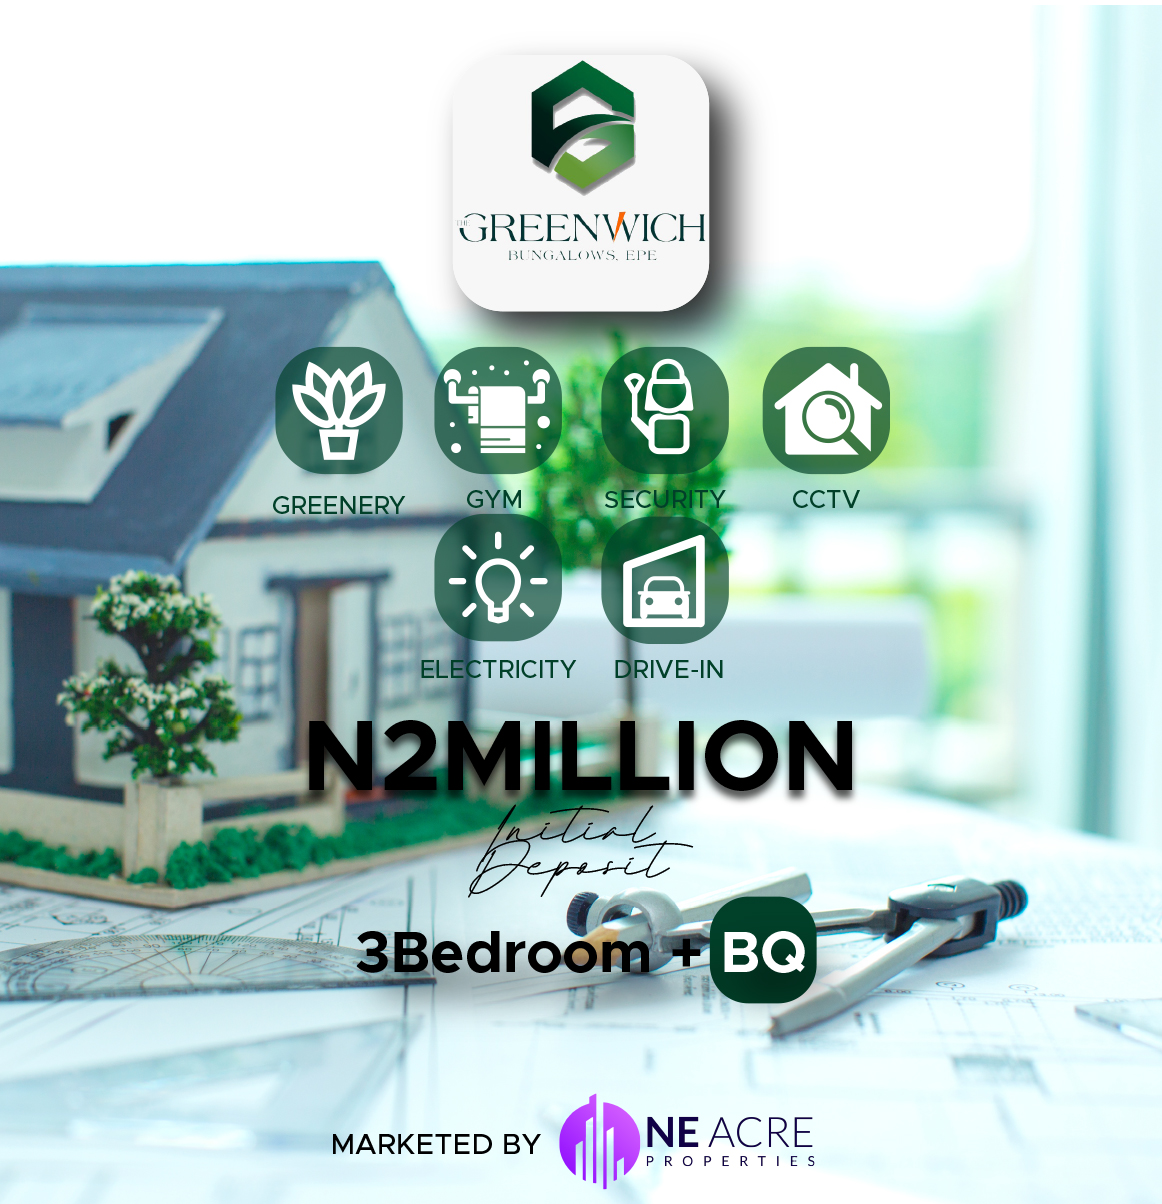 THE GREENWICH
BUNGALOWS, EPE
GREENERY GYM SECURITY CCTV
ELECTRICITY DRIVE-IN
N2MILLION
Initial
Deposit
3Bedroom + BQ
MARKETED BY NE ACRE
PROPERTIES